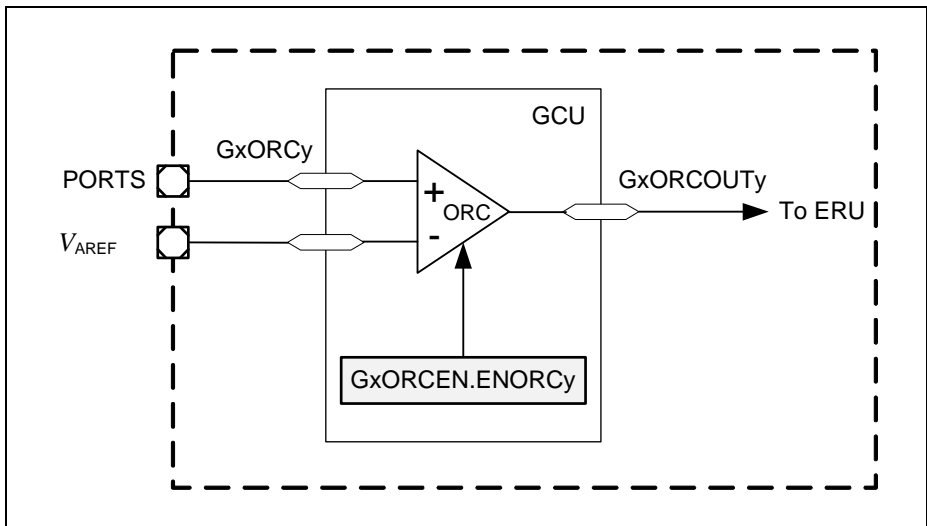 GCU
GxORCy
PORTS
+
ORC
GxORCOUTy
To ERU
VAREF
-
GxORCEN.ENORCy